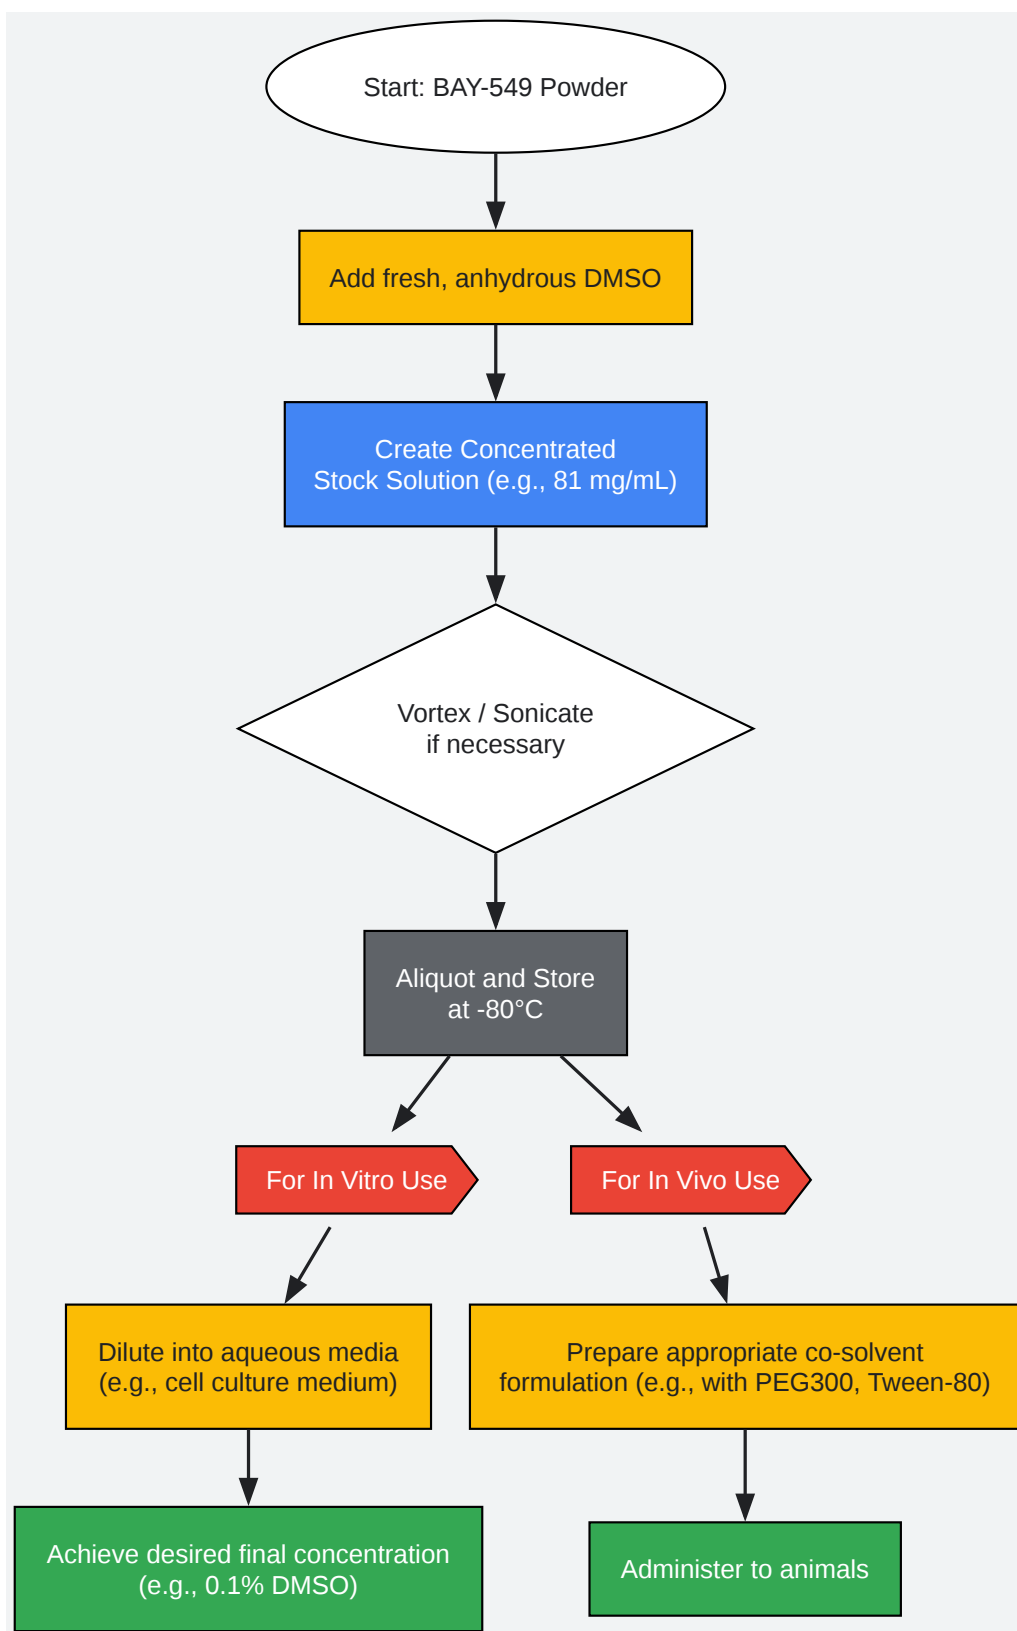 Start: BAY-549 Powder
Add fresh, anhydrous DMSO
Create Concentrated
Stock Solution (e.g., 81 mg/mL)
Vortex / Sonicate
if necessary
Aliquot and Store
at -80°C
For In Vitro Use
For In Vivo Use
Dilute into aqueous media
(e.g., cell culture medium)
Prepare appropriate co-solvent
formulation (e.g., with PEG300, Tween-80)
Achieve desired final concentration
(e.g., 0.1% DMSO)
Administer to animals